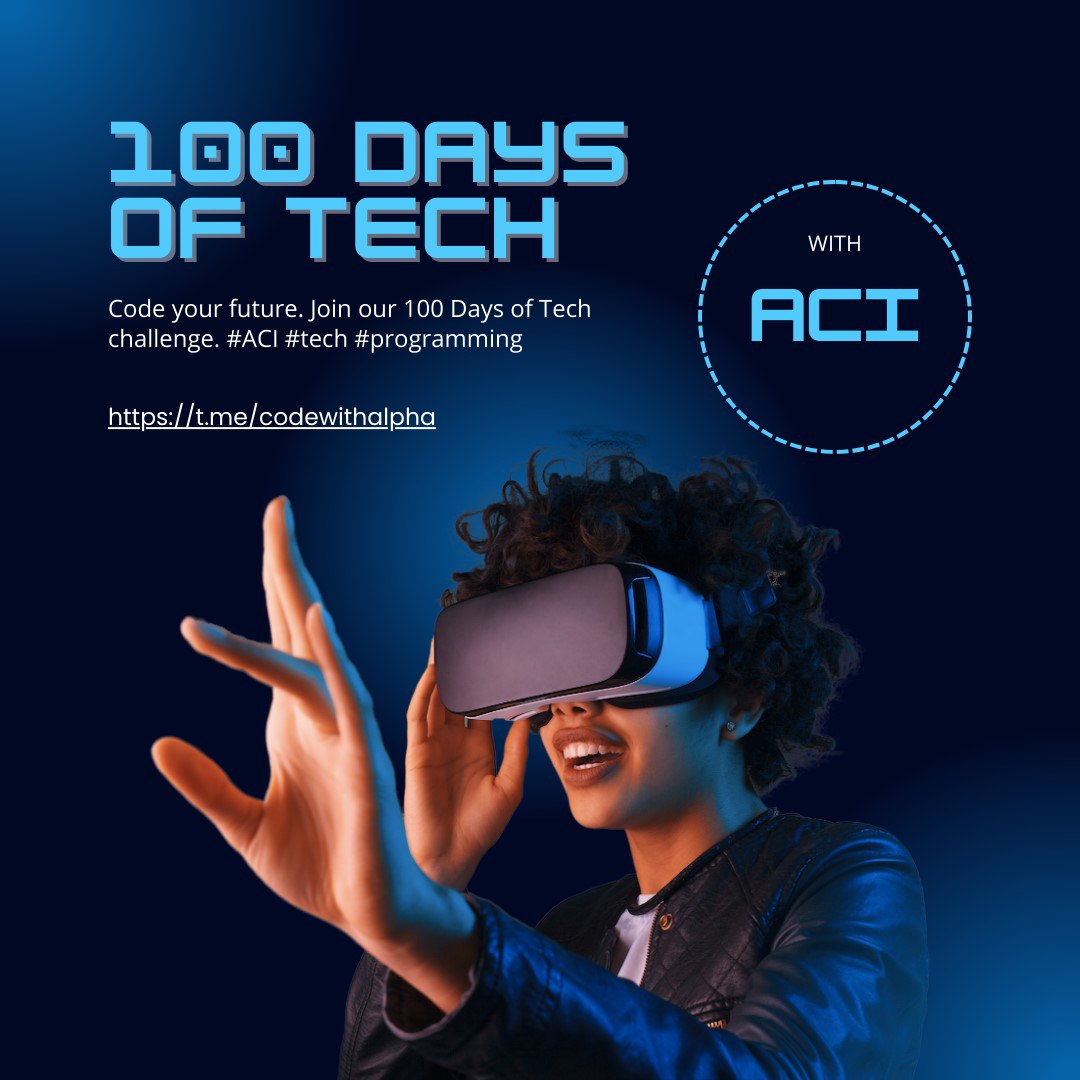 100 DAYS
OF TECH
Code your future. Join our 100 Days of Tech
challenge. #ACI #tech #programming
https://t.me/codewithalpha
WITH
ACI